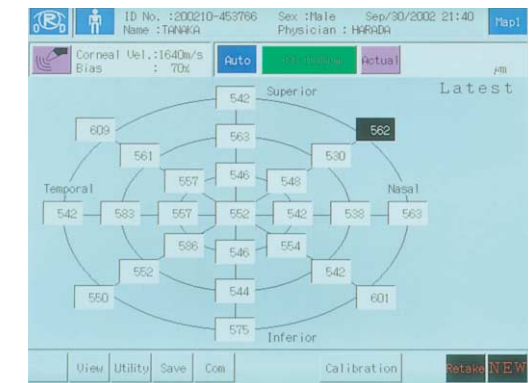 R
ID No. :200210-453766 Sex :Male Sep/30/2002 21:40
Name :TANAKA Physician : HARADA
Map1
Corneal Vel.:1640m/s
Bias : 70%
Auto
Actual
μm
Latest
Superior
542
609 563 562
561 530
557 546 548
Temporal Nasal
542 583 557 552 542 538 563
586 546 554
552 544 542
550 601
575
Inferior
View Utility Save Com Calibration Retake NEW